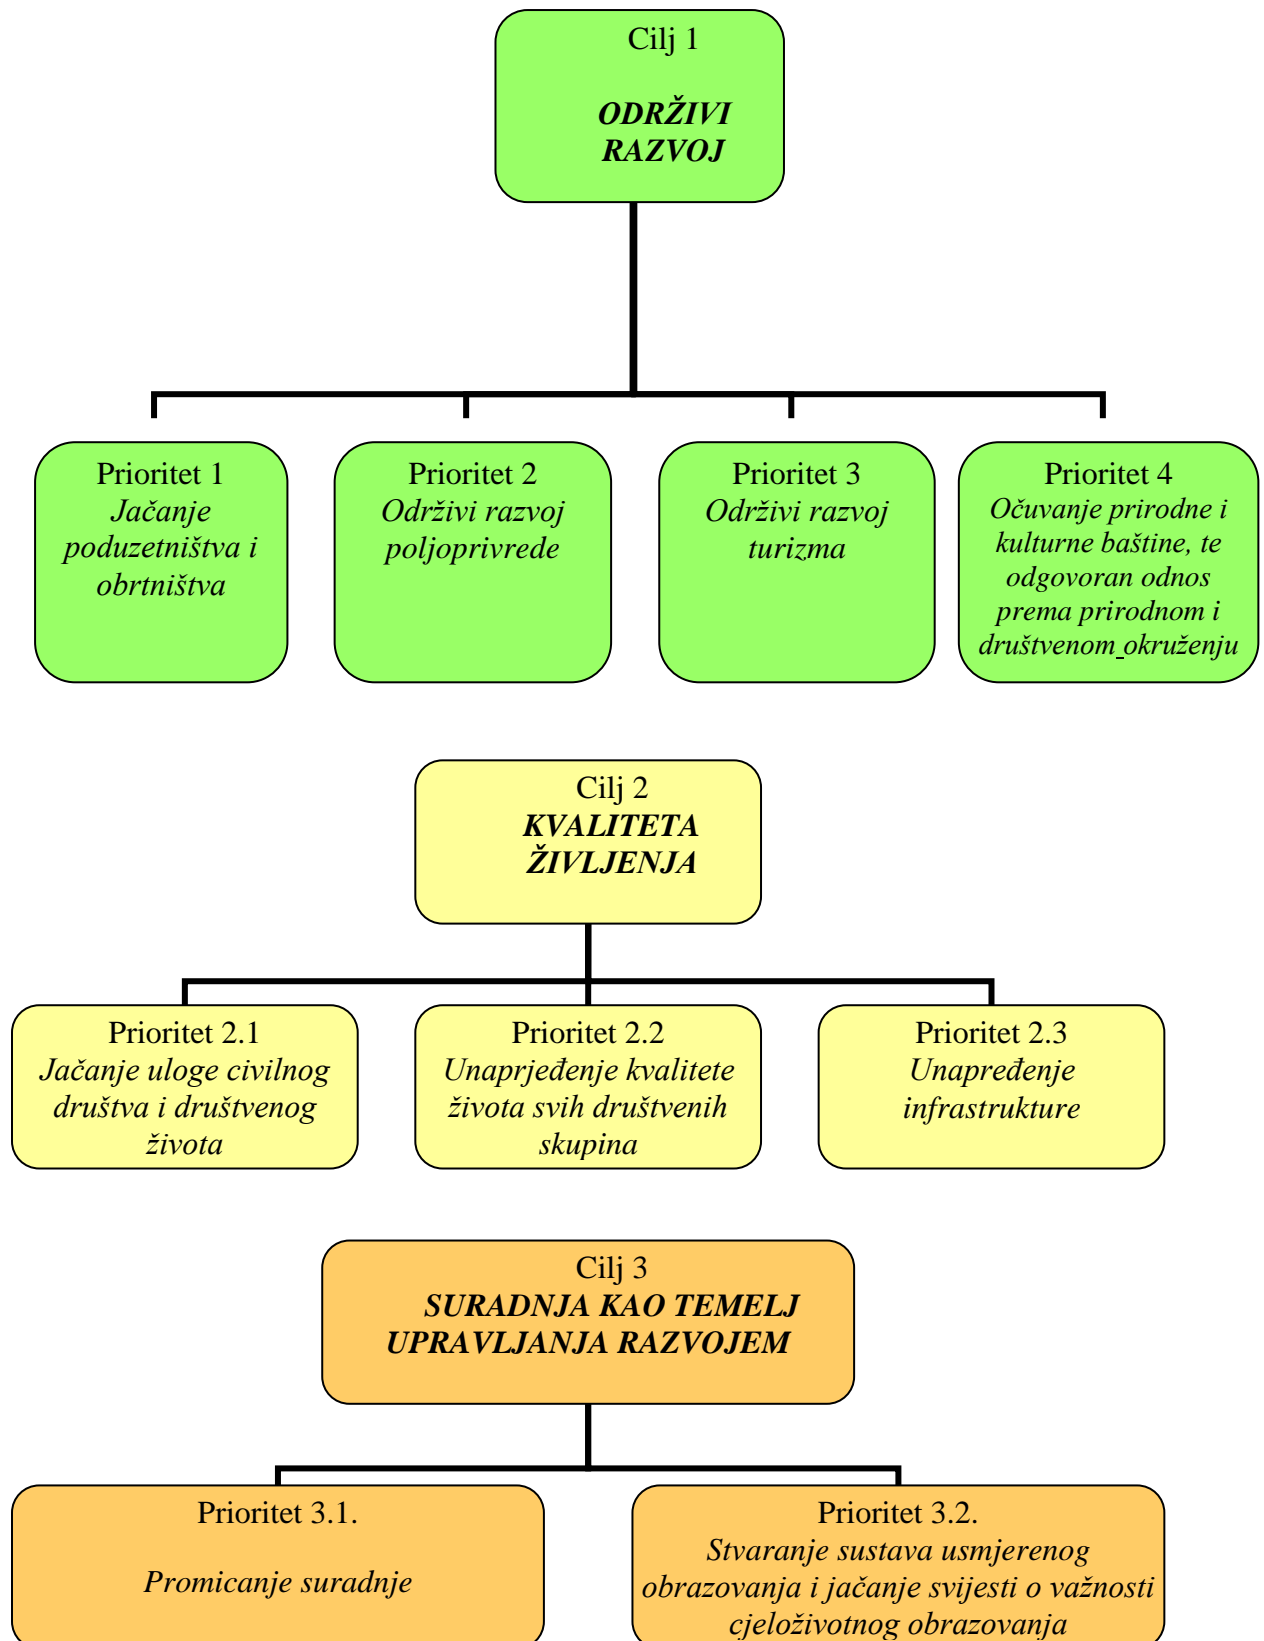 Cilj 1
ODRŽIVI
RAZVOJ
Prioritet 1
Jačanje
poduzetništva i
obrtništva
Prioritet 2
Održivi razvoj
poljoprivrede
Prioritet 3
Održivi razvoj
turizma
Prioritet 4
Očuvanje prirodne i
kulturne baštine, te
odgovoran odnos
prema prirodnom i
društvenom okruženju
Cilj 2
KVALITETA
ŽIVLJENJA
Prioritet 2.1
Jačanje uloge civilnog
društva i društvenog
života
Prioritet 2.2
Unaprjeđenje kvalitete
života svih društvenih
skupina
Prioritet 2.3
Unapređenje
infrastrukture
Cilj 3
SURADNJA KAO TEMELJ
UPRAVLJANJA RAZVOJEM
Prioritet 3.1.
Promicanje suradnje
Prioritet 3.2.
Stvaranje sustava usmjerenog
obrazovanja i jačanje svijesti o važnosti
cjeloživotnog obrazovanja